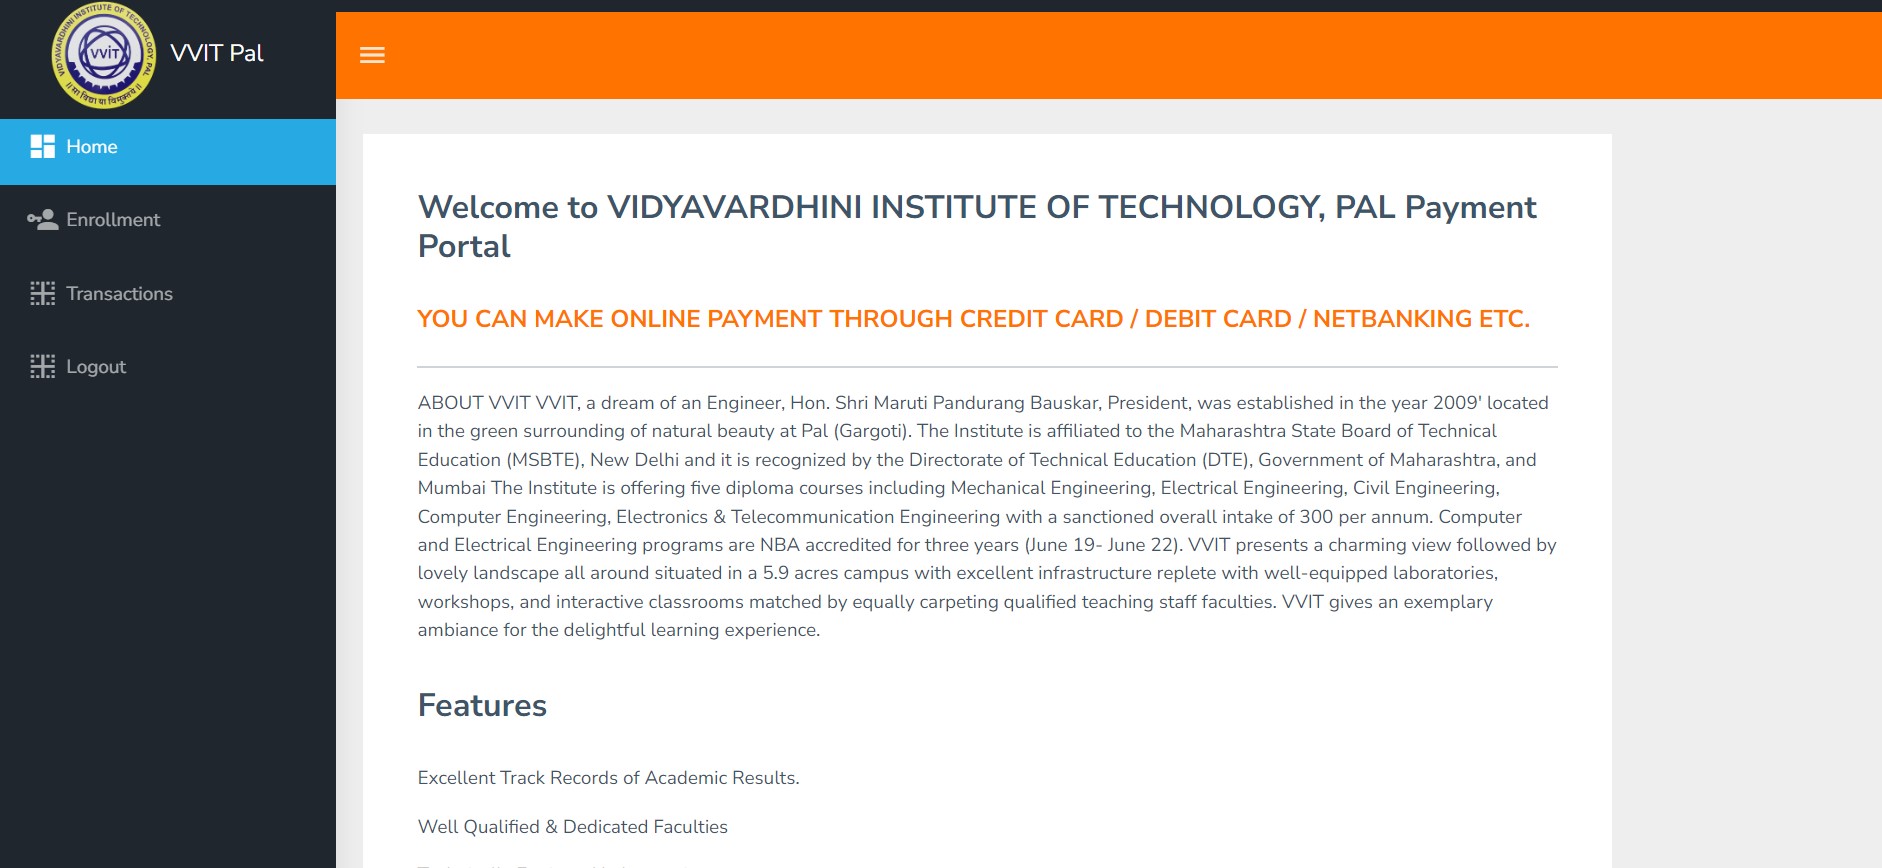 VIDYAVARDHINI INSTITUTE OF TECHNOLOGY, PAL
VVIT
|| सा विद्या या विमुक्तये ||
VVIT Pal
Home
Enrollment
Transactions
Logout
Welcome to VIDYAVARDHINI INSTITUTE OF TECHNOLOGY, PAL Payment
Portal
YOU CAN MAKE ONLINE PAYMENT THROUGH CREDIT CARD / DEBIT CARD / NETBANKING ETC.
ABOUT VVIT VVIT, a dream of an Engineer, Hon. Shri Maruti Pandurang Bauskar, President, was established in the year 2009' located
in the green surrounding of natural beauty at Pal (Gargoti). The Institute is affiliated to the Maharashtra State Board of Technical
Education (MSBTE), New Delhi and it is recognized by the Directorate of Technical Education (DTE), Government of Maharashtra, and
Mumbai The Institute is offering five diploma courses including Mechanical Engineering, Electrical Engineering, Civil Engineering,
Computer Engineering, Electronics & Telecommunication Engineering with a sanctioned overall intake of 300 per annum. Computer
and Electrical Engineering programs are NBA accredited for three years (June 19- June 22). VVIT presents a charming view followed by
lovely landscape all around situated in a 5.9 acres campus with excellent infrastructure replete with well-equipped laboratories,
workshops, and interactive classrooms matched by equally carpeting qualified teaching staff faculties. VVIT gives an exemplary
ambiance for the delightful learning experience.
Features
Excellent Track Records of Academic Results.
Well Qualified & Dedicated Faculties